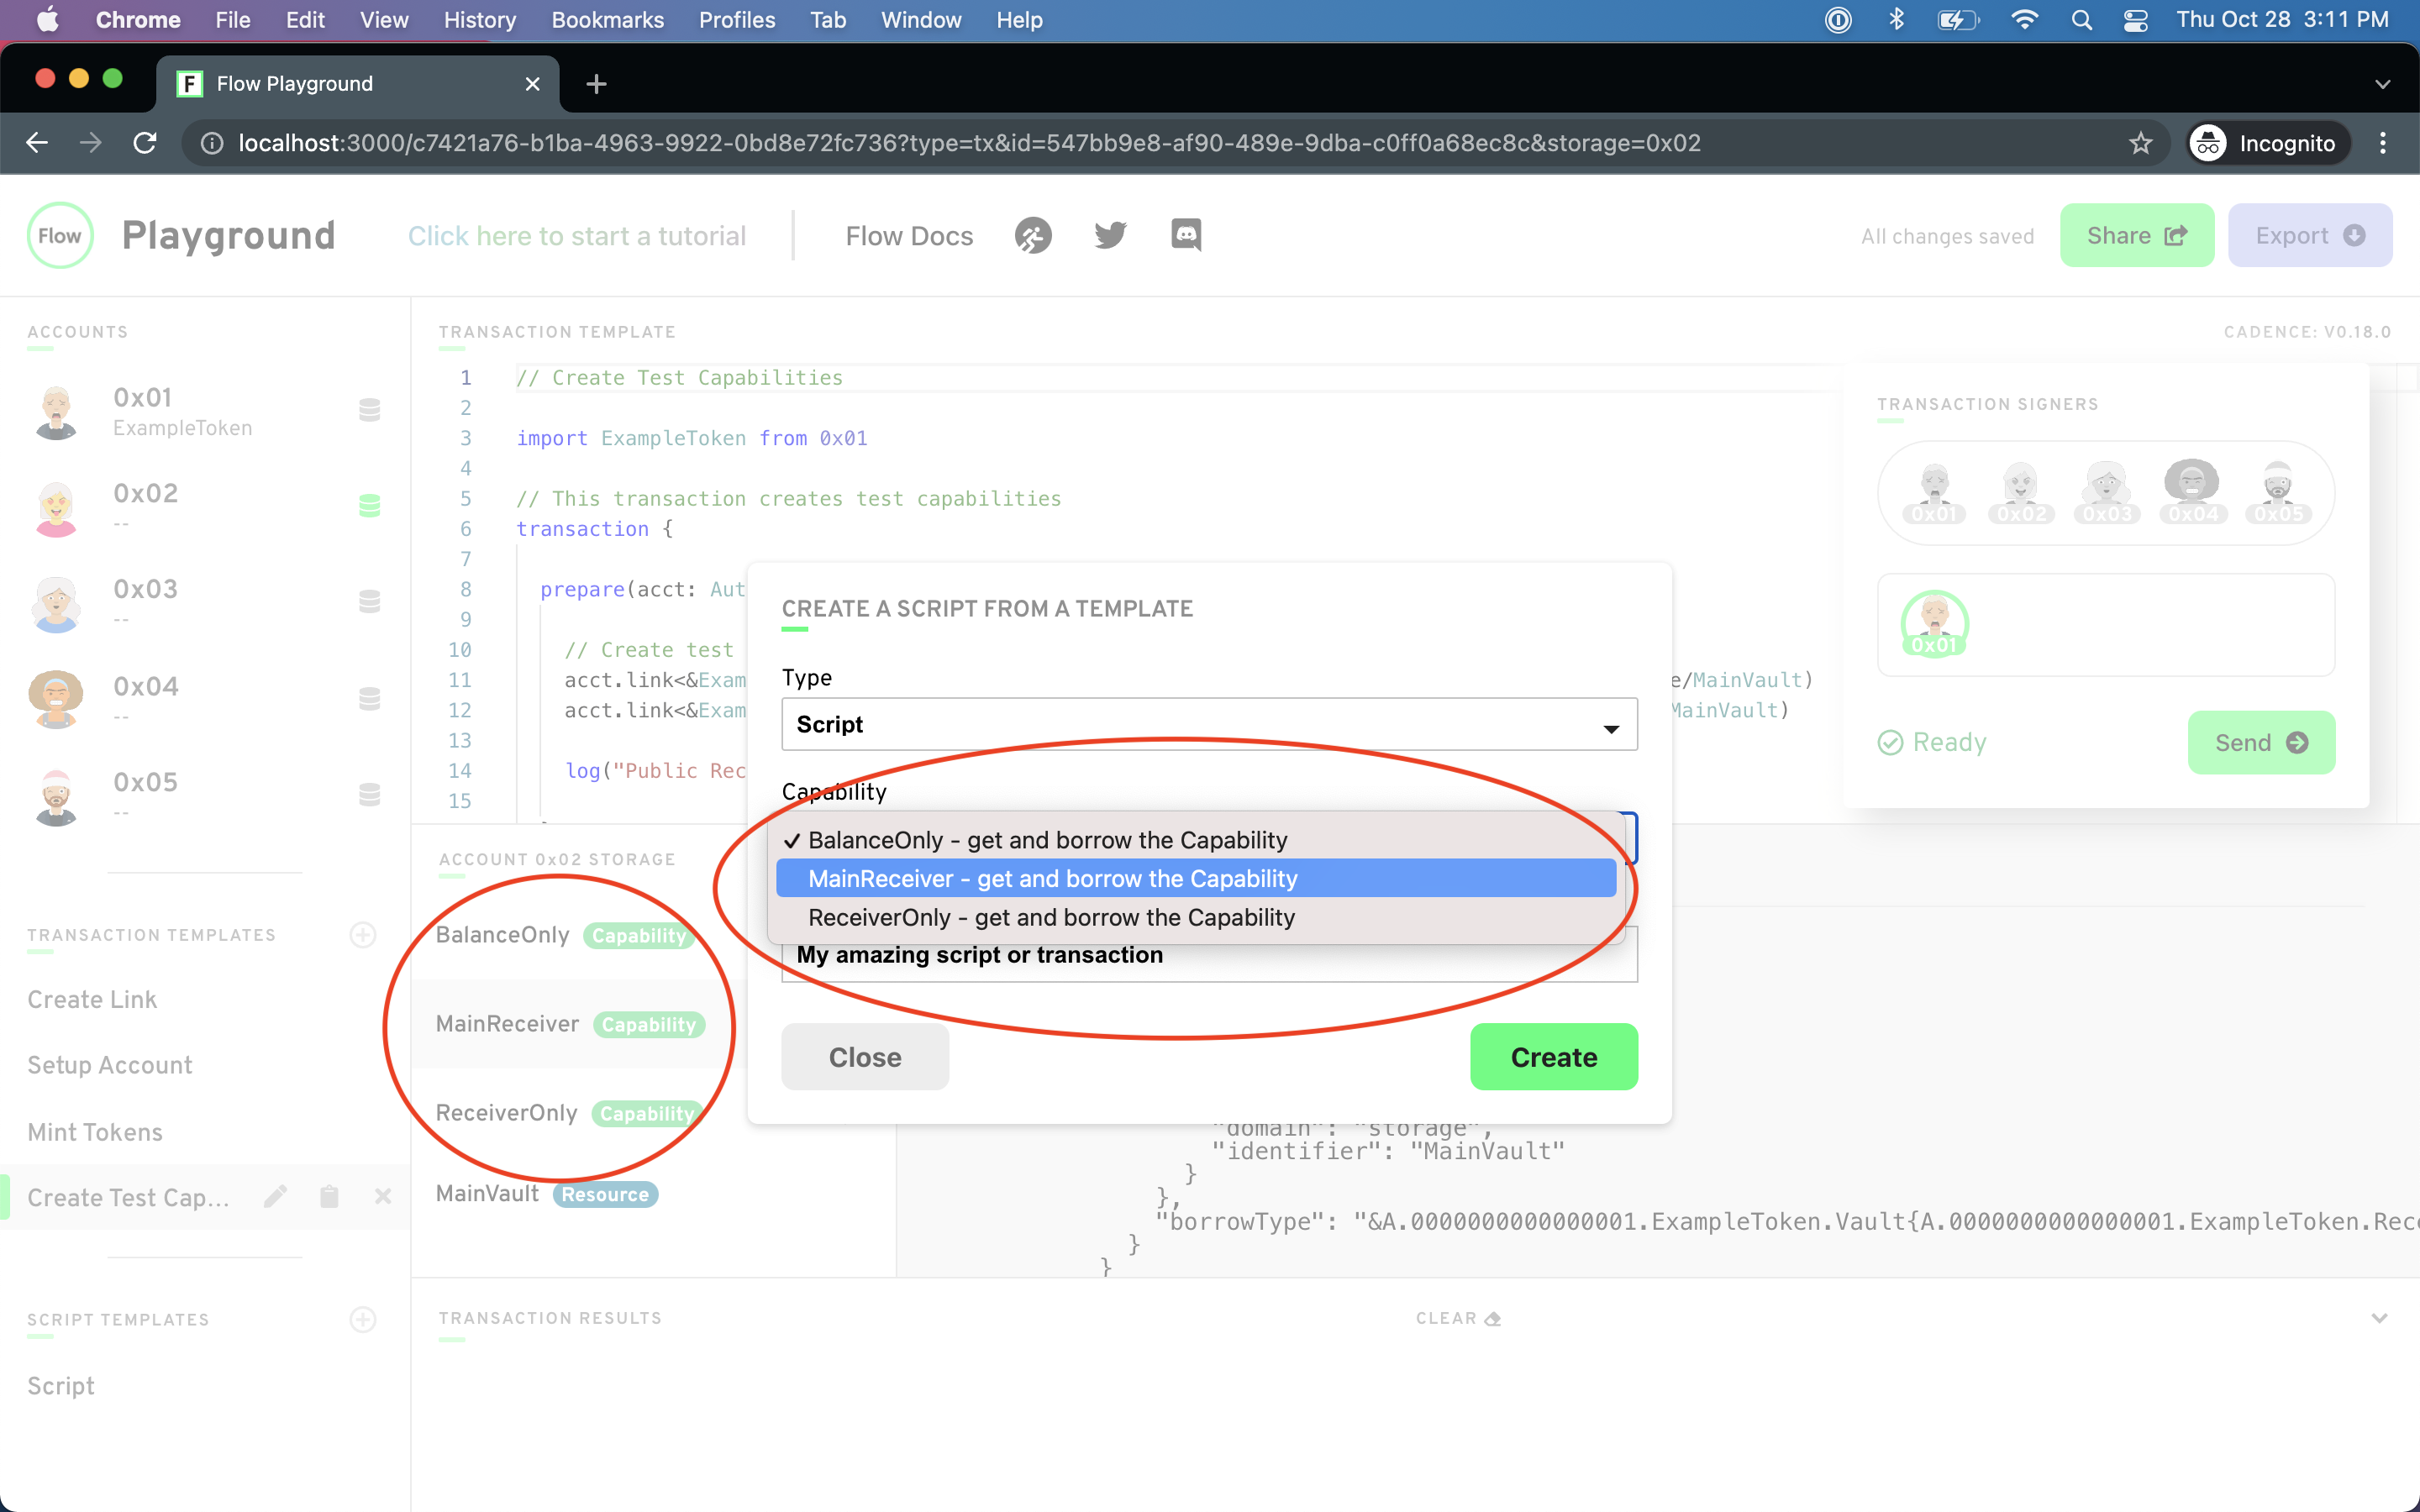 Chrome File Edit View History Bookmarks Profiles Tab Window Help Thu Oct 28 3:11 PM
F Flow Playground
localhost:3000/c7421a76-b1ba-4963-9922-0bd8e72fc736?type=tx&id=547bb9e8-af90-489e-9dba-c0ff0a68ec8c&storage=0x02 Incognito
Flow Playground Click here to start a tutorial Flow Docs All changes saved Share Export
ACCOUNTS
0x01
ExampleToken
0x02
--
0x03
--
0x04
--
0x05
--
TRANSACTION TEMPLATES
Create Link
Setup Account
Mint Tokens
Create Test Cap...
SCRIPT TEMPLATES
Script
TRANSACTION TEMPLATE CADENCE: V0.18.0
1 // Create Test Capabilities
2
3 import ExampleToken from 0x01
4
5 // This transaction creates test capabilities
6 transaction {
7
8 prepare(acct: Aut
9
10 // Create test
11 acct.link<&Exam e/MainVault)
12 acct.link<&Exam MainVault)
13
14 log("Public Rec
15
TRANSACTION SIGNERS
0x01 0x02 0x03 0x04 0x05
0x01
Ready Send
CREATE A SCRIPT FROM A TEMPLATE
Type
Script
Capability
✓ BalanceOnly - get and borrow the Capability
MainReceiver - get and borrow the Capability
ReceiverOnly - get and borrow the Capability
My amazing script or transaction
Close Create
ACCOUNT 0x02 STORAGE
BalanceOnly Capability
MainReceiver Capability
ReceiverOnly Capability
MainVault Resource
"domain": "storage",
"identifier": "MainVault"
}
},
"borrowType": "&A.0000000000000001.ExampleToken.Vault{A.0000000000000001.ExampleToken.Rec
}
}
TRANSACTION RESULTS CLEAR